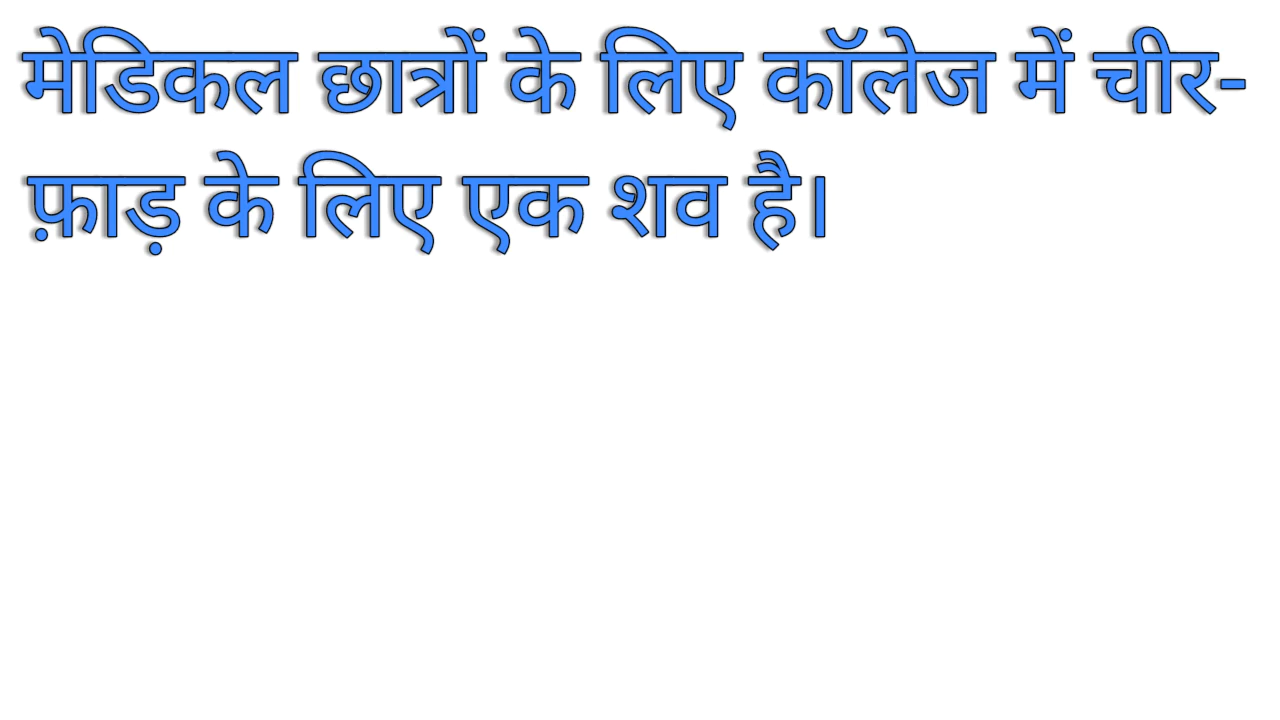 मेडिकल छात्रों के लिए कॉलेज में चीर-
फ़ाड़ के लिए एक शव है।